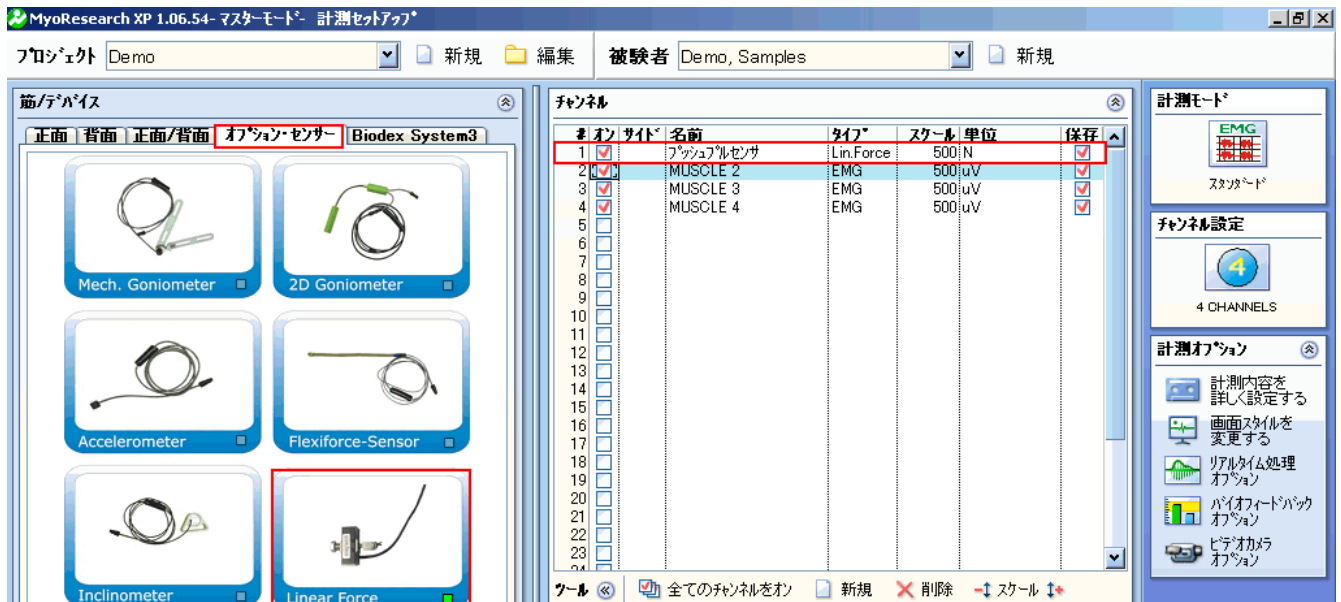 MyoResearch XP 1.06.54- マスターモード- 計測セットアップ
プロジェクト Demo 新規 編集 被験者 Demo, Samples 新規
筋/デバイス
正面 背面 正面/背面 オプション・センサー Biodex System3
Mech. Goniometer
2D Goniometer
Accelerometer
Flexiforce-Sensor
Inclinometer
Linear Force
チャンネル
# オン サイド 名前 タイプ スケール 単位 保存
1 プッシュプルセンサ Lin.Force 500 N
2 MUSCLE 2 EMG 500 uV
3 MUSCLE 3 EMG 500 uV
4 MUSCLE 4 EMG 500 uV
5
6
7
8
9
10
11
12
13
14
15
16
17
18
19
20
21
22
23
ツール 全てのチャンネルをオン 新規 削除 スケール
計測モード
EMG
スタンダード
チャンネル設定
4
4 CHANNELS
計測オプション
計測内容を
詳しく設定する
画面スタイルを
変更する
リアルタイム処理
オプション
バイオフィードバック
オプション
ビデオカメラ
オプション